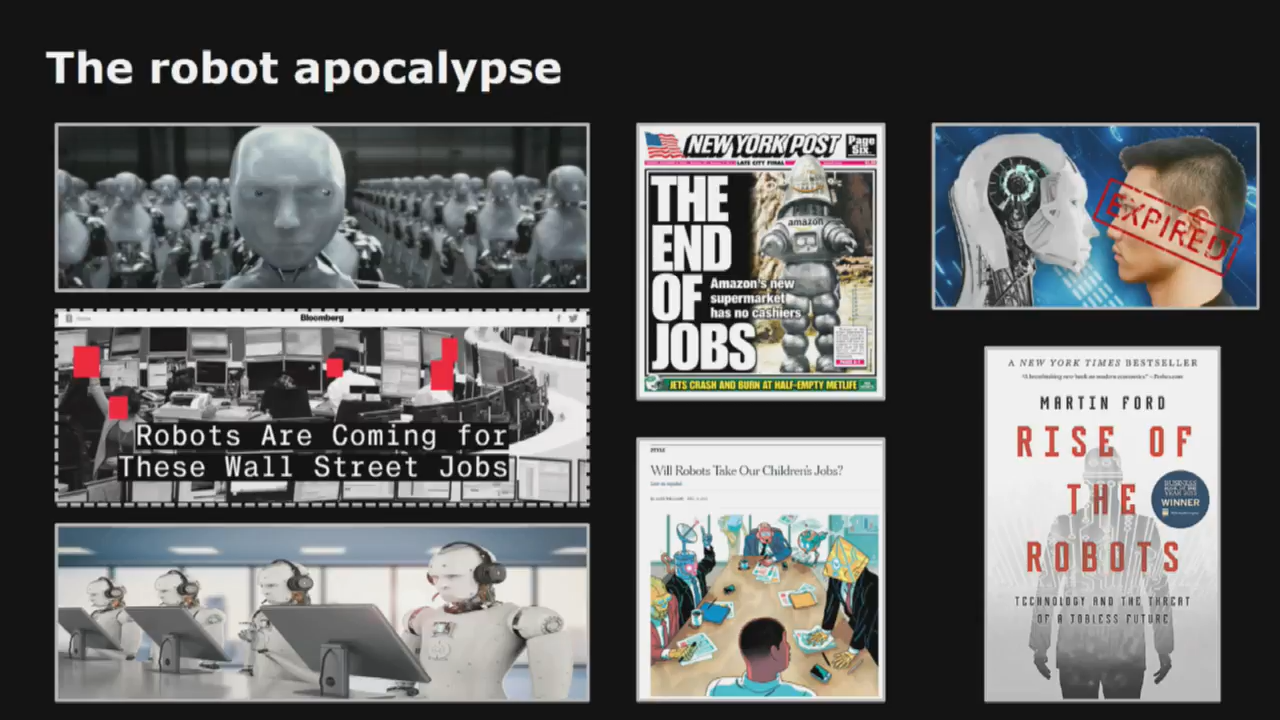 The robot apocalypse
Bloomberg
Robots Are Coming for
These Wall Street Jobs
NEW YORK POST
Page
Six
LATE CITY FINAL
THE
END
OF
JOBS
amazon
Amazon's new
supermarket
has no cashiers
JETS CRASH AND BURN AT HALF-EMPTY METLIFE
STYLE
Will Robots Take Our Children's Jobs?
EXPIRED
A NEW YORK TIMES BESTSELLER
MARTIN FORD
RISE OF
THE
ROBOTS
WINNER
TECHNOLOGY AND THE THREAT
OF A JOBLESS FUTURE